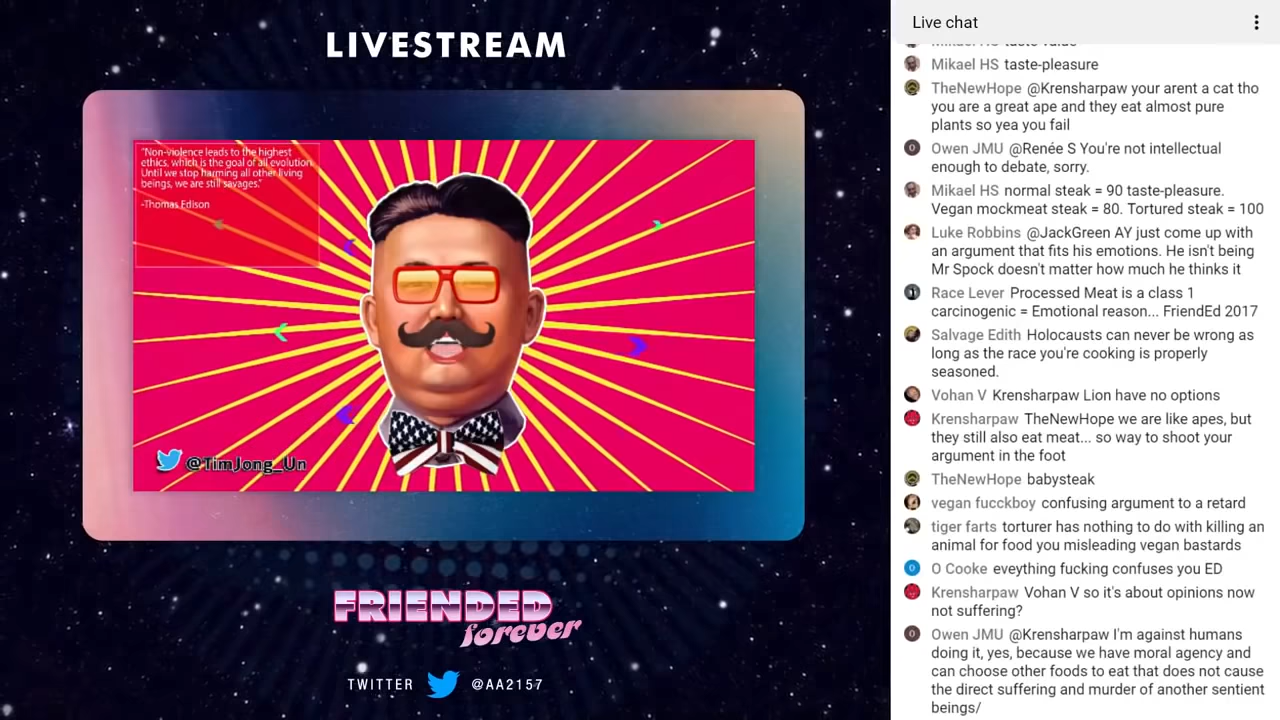 LIVESTREAM
"Non-violence leads to the highest
ethics, which is the goal of all evolution
Until we stop harming all other living
beings, we are still savages."
-Thomas Edison
@TimJong_Un
FRIENDED
forever
TWITTER @AA2157
Live chat
Mikael HS taste value
Mikael HS taste-pleasure
TheNewHope @Krensharpaw your arent a cat tho
you are a great ape and they eat almost pure
plants so yea you fail
O Owen JMU @Renée S You're not intellectual
enough to debate, sorry.
Mikael HS normal steak = 90 taste-pleasure.
Vegan mockmeat steak = 80. Tortured steak = 100
Luke Robbins @JackGreen AY just come up with
an argument that fits his emotions. He isn't being
Mr Spock doesn't matter how much he thinks it
Race Lever Processed Meat is a class 1
carcinogenic = Emotional reason... FriendEd 2017
Salvage Edith Holocausts can never be wrong as
long as the race you're cooking is properly
seasoned.
Vohan V Krensharpaw Lion have no options
Krensharpaw TheNewHope we are like apes, but
they still also eat meat... so way to shoot your
argument in the foot
TheNewHope babysteak
vegan fucckboy confusing argument to a retard
tiger farts torturer has nothing to do with killing an
animal for food you misleading vegan bastards
O O Cooke eveything fucking confuses you ED
Krensharpaw Vohan V so it's about opinions now
not suffering?
O Owen JMU @Krensharpaw I'm against humans
doing it, yes, because we have moral agency and
can choose other foods to eat that does not cause
the direct suffering and murder of another sentient
beings/